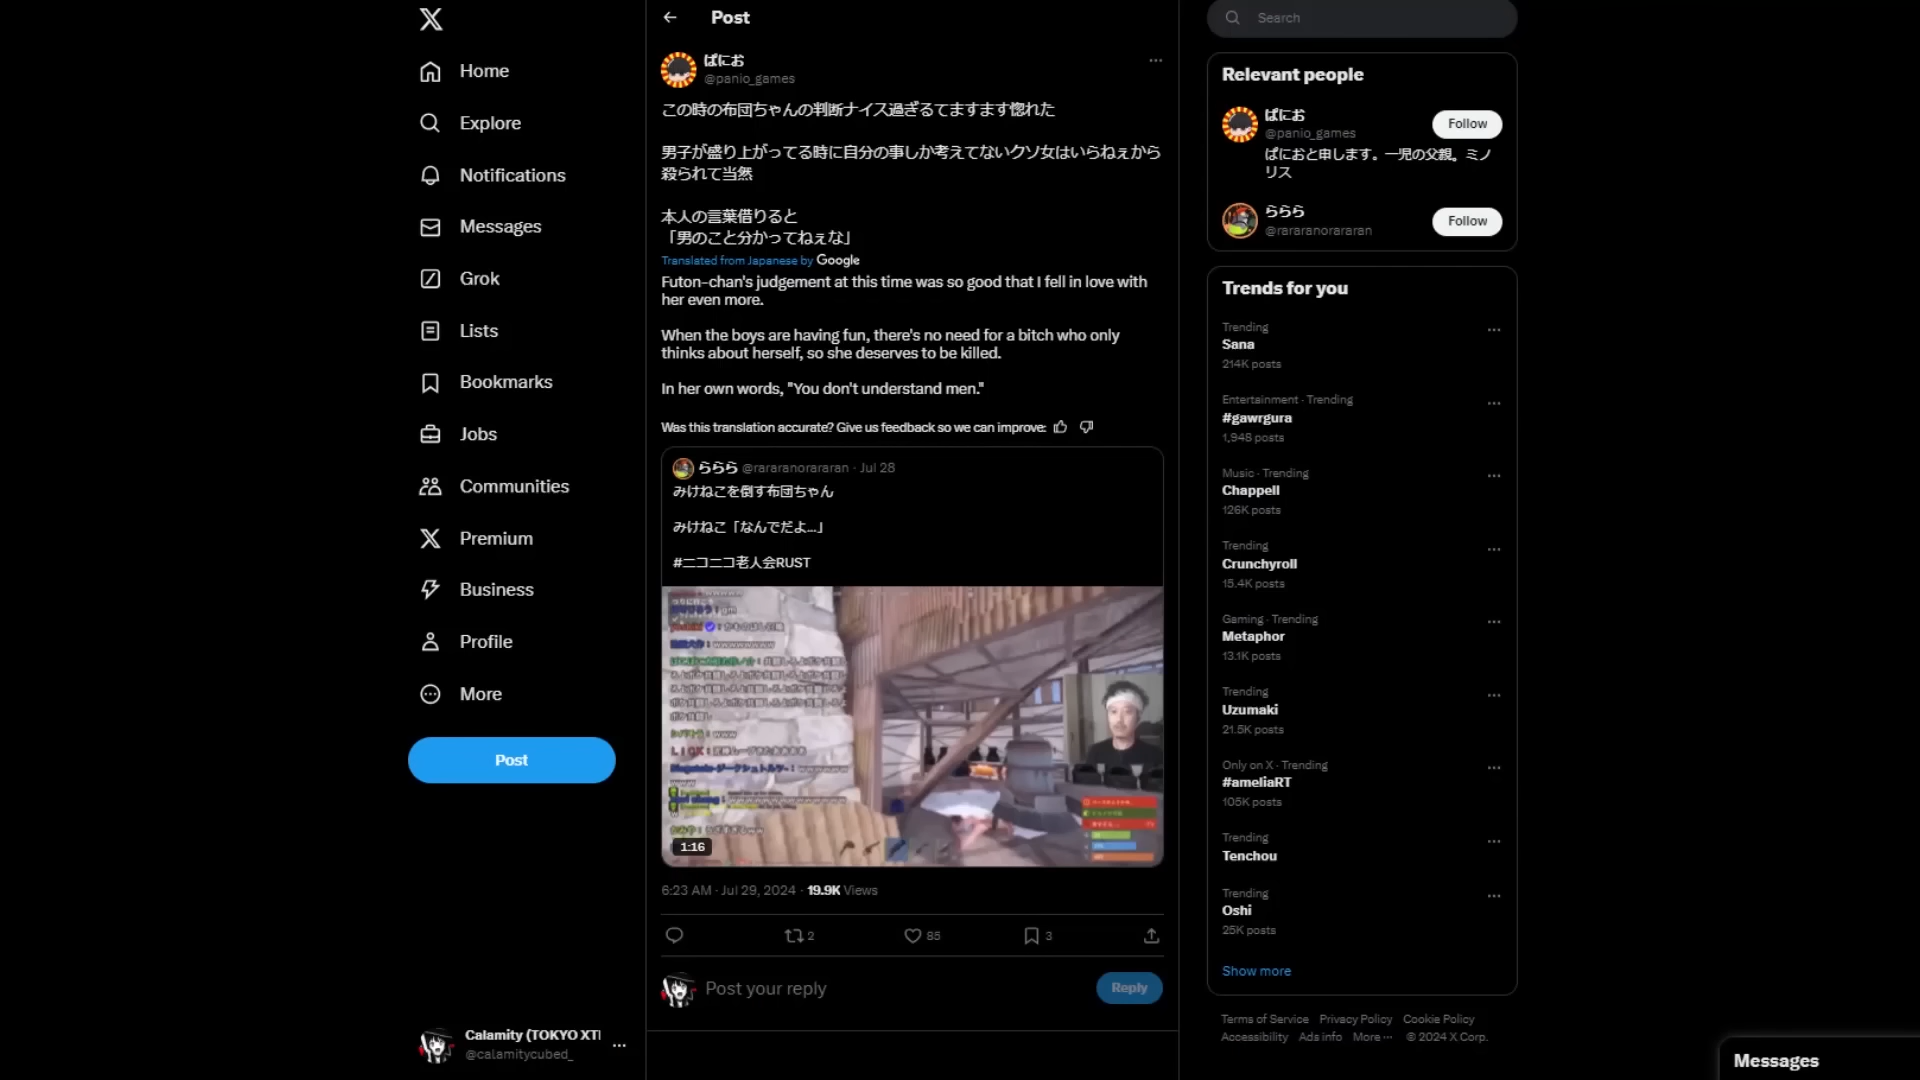 Home
Explore
Notifications
Messages
Grok
Lists
Bookmarks
Jobs
Communities
Premium
Business
Profile
More
Post
Calamity (TOKYO XT
@calamitycubed_
Post
ぱにお
@panio_games
この時の布団ちゃんの判断ナイス過ぎるてますます惚れた
男子が盛り上がってる時に自分の事しか考えてないクソ女はいらねぇから
殺られて当然
本人の言葉借りると
「男のこと分かってねぇな」
Translated from Japanese by Google
Futon-chan's judgement at this time was so good that I fell in love with
her even more.
When the boys are having fun, there's no need for a bitch who only
thinks about herself, so she deserves to be killed.
In her own words, "You don't understand men."
Was this translation accurate? Give us feedback so we can improve:
ららら @rararanorararan · Jul 28
みけねこを倒す布団ちゃん
みけねこ「なんでだよ...」
#ニコニコ老人会RUST
1:16
6:23 AM · Jul 29, 2024 · 19.9K Views
2
85
3
Post your reply
Reply
Search
Relevant people
ぱにお
@panio_games
Follow
ぱにおと申します。一児の父親。ミノ
リス
ららら
@rararanorararan
Follow
Trends for you
Trending
Sana
214K posts
Entertainment · Trending
#gawrgura
1,948 posts
Music · Trending
Chappell
126K posts
Trending
Crunchyroll
15.4K posts
Gaming · Trending
Metaphor
13.1K posts
Trending
Uzumaki
21.5K posts
Only on X · Trending
#ameliaRT
105K posts
Trending
Tenchou
Trending
Oshi
25K posts
Show more
Terms of Service Privacy Policy Cookie Policy
Accessibility Ads info More ··· © 2024 X Corp.
Messages